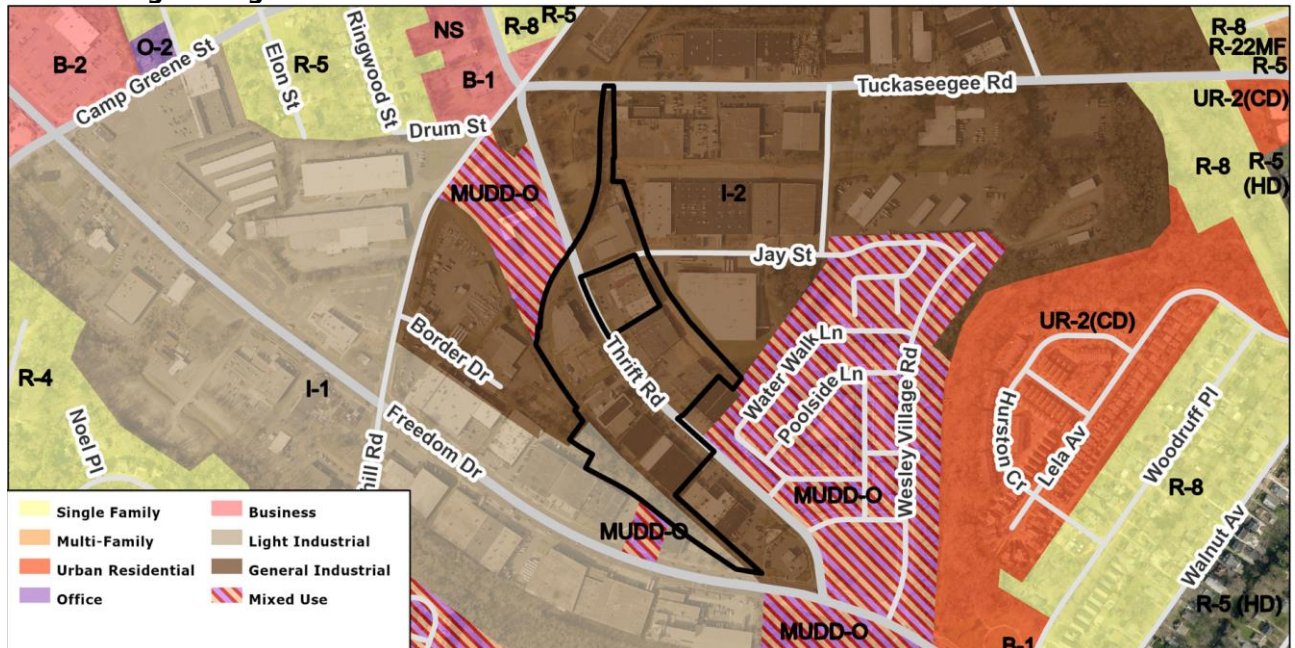 R-5
R-8
NS
O-2
B-2
R-5
B-1
Camp Greene St
Elon St
Ringwood St
Drum St
Tuckaseegee Rd
R-8
R-22MF
R-5
UR-2(CD)
R-8
R-5
(HD)
MUDD-O
I-2
Jay St
UR-2(CD)
Border Dr
Thrift Rd
Water Walk Ln
Poolside Ln
Wesley Village Rd
Hurston Cr
Lela Av
Woodruff Pl
R-4
I-1
Noel Pl
Freedom Dr
hill Rd
R-8
Walnut Av
MUDD-O
MUDD-O
R-5 (HD)
MUDD-O
B-1
Single Family
Business
Multi-Family
Light Industrial
Urban Residential
General Industrial
Office
Mixed Use